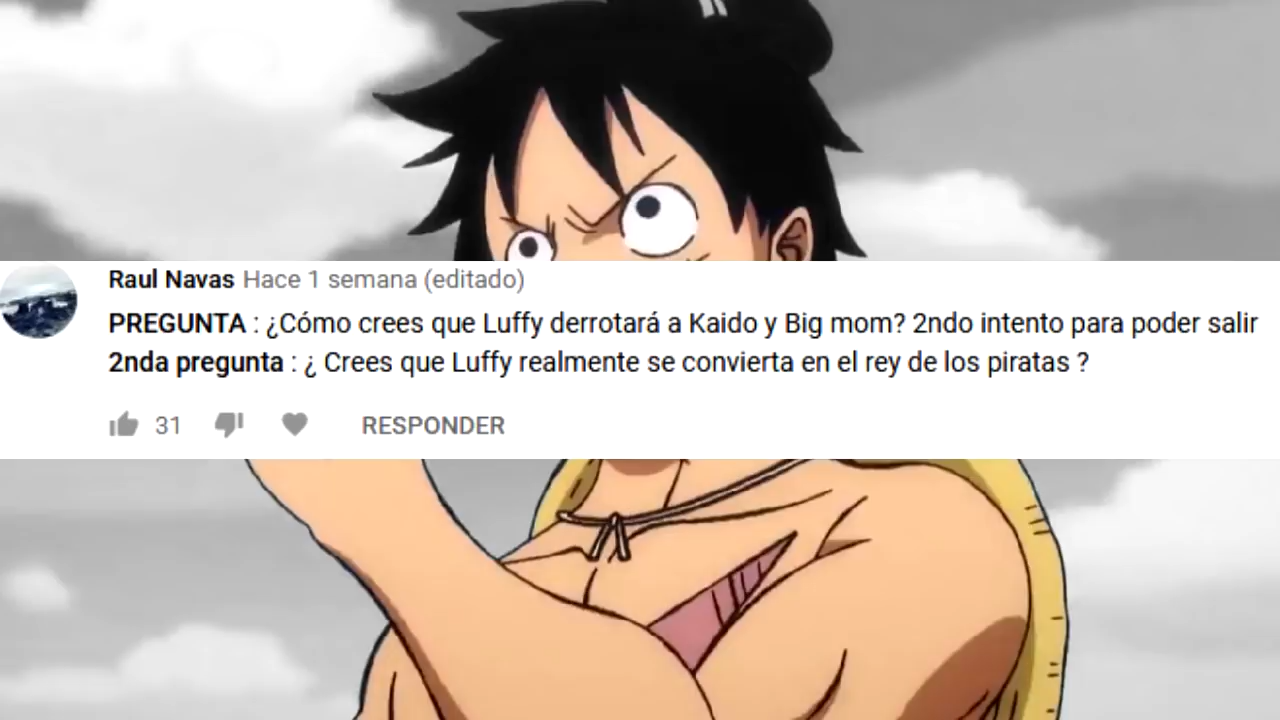 Raul Navas Hace 1 semana (editado)
PREGUNTA : ¿Cómo crees que Luffy derrotará a Kaido y Big mom? 2ndo intento para poder salir
2nda pregunta : ¿ Crees que Luffy realmente se convierta en el rey de los piratas ?
31 RESPONDER